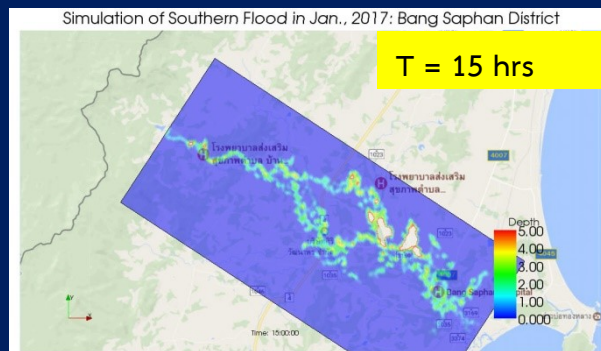 Simulation of Southern Flood in Jan., 2017: Bang Saphan District
T = 15 hrs
โรงพยาบาลส่งเสริม
สุขภาพตำบล บ้าน...
โรงพยาบาลส่งเสริม
สุขภาพตำบล...
4007
Depth
5.00
4.00
3.00
2.00
1.00
0.000
Bang Saphan
Time: 15:00:00
Y
X